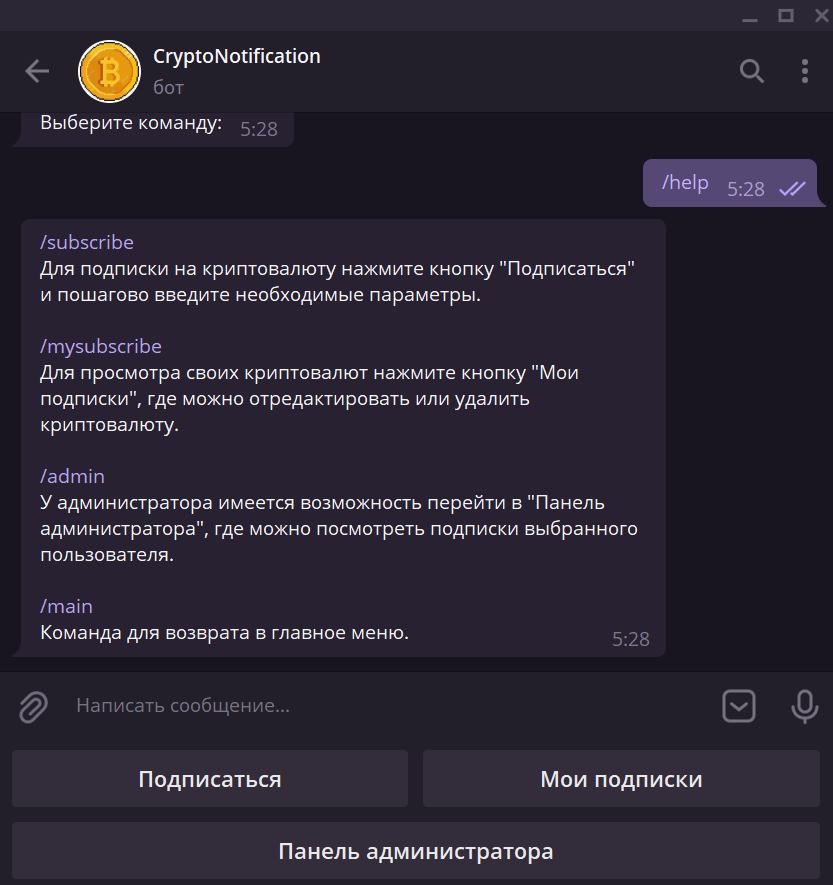 CryptoNotification
бот
Выберите команду: 5:28
/help 5:28
/subscribe
Для подписки на криптовалюту нажмите кнопку "Подписаться"
и пошагово введите необходимые параметры.
/mysubscribe
Для просмотра своих криптовалют нажмите кнопку "Мои
подписки", где можно отредактировать или удалить
криптовалюту.
/admin
У администратора имеется возможность перейти в "Панель
администратора", где можно посмотреть подписки выбранного
пользователя.
/main
Команда для возврата в главное меню. 5:28
Написать сообщение...
Подписаться
Мои подписки
Панель администратора